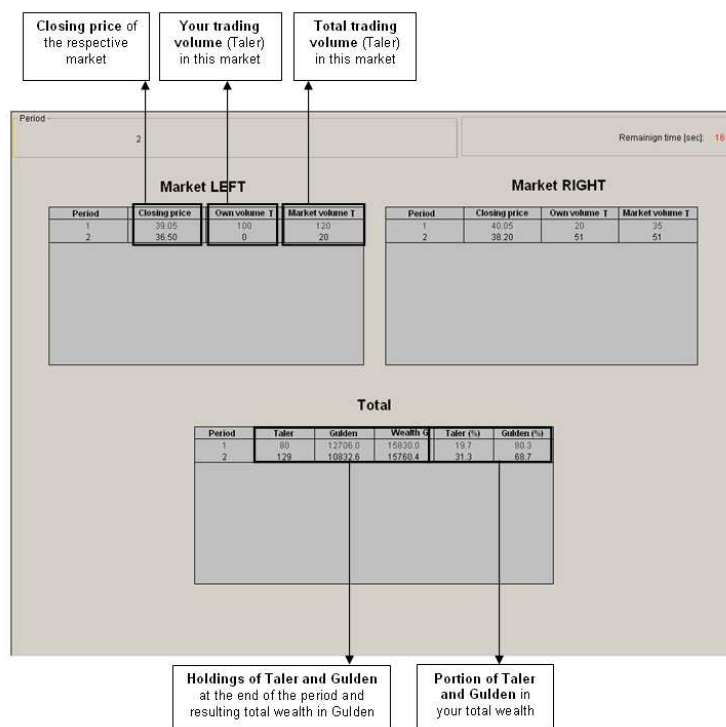 Closing price of
the respective
market
Your trading
volume (Taler)
in this market
Total trading
volume (Taler)
in this market
Period
2
Remainign time [sec]: 16
Market LEFT
Period Closing price Own volume T Market volume T
1 39.05 100 120
2 36.50 0 20
Market RIGHT
Period Closing price Own volume T Market volume T
1 40.05 20 35
2 38.20 51 51
Total
Period Taler Gulden Wealth G Taler (%) Gulden (%)
1 80 12706.0 15830.0 19.7 80.3
2 129 10832.6 15760.4 31.3 68.7
Holdings of Taler and Gulden
at the end of the period and
resulting total wealth in Gulden
Portion of Taler
and Gulden in
your total wealth